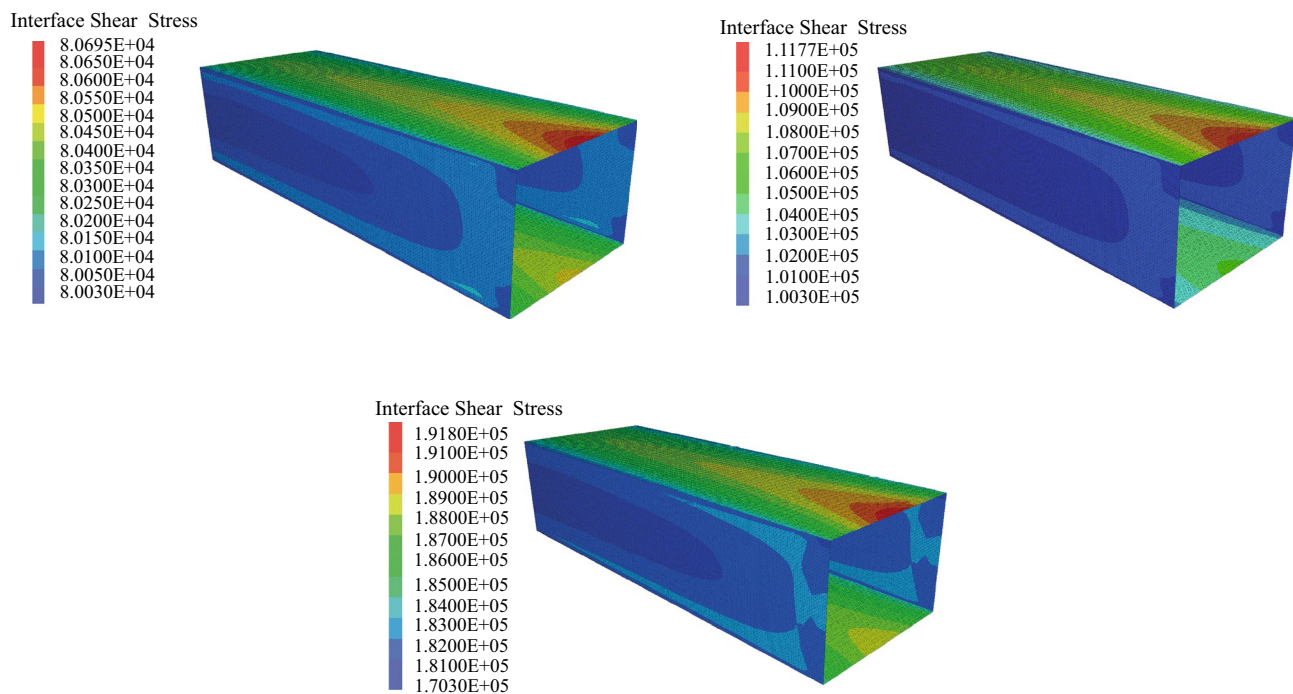 Interface Shear Stress
8.0695E+04
8.0650E+04
8.0600E+04
8.0550E+04
8.0500E+04
8.0450E+04
8.0400E+04
8.0350E+04
8.0300E+04
8.0250E+04
8.0200E+04
8.0150E+04
8.0100E+04
8.0050E+04
8.0030E+04
Interface Shear Stress
1.1177E+05
1.1100E+05
1.1000E+05
1.0900E+05
1.0800E+05
1.0700E+05
1.0600E+05
1.0500E+05
1.0400E+05
1.0300E+05
1.0200E+05
1.0100E+05
1.0030E+05
Interface Shear Stress
1.9180E+05
1.9100E+05
1.9000E+05
1.8900E+05
1.8800E+05
1.8700E+05
1.8600E+05
1.8500E+05
1.8400E+05
1.8300E+05
1.8200E+05
1.8100E+05
1.7030E+05